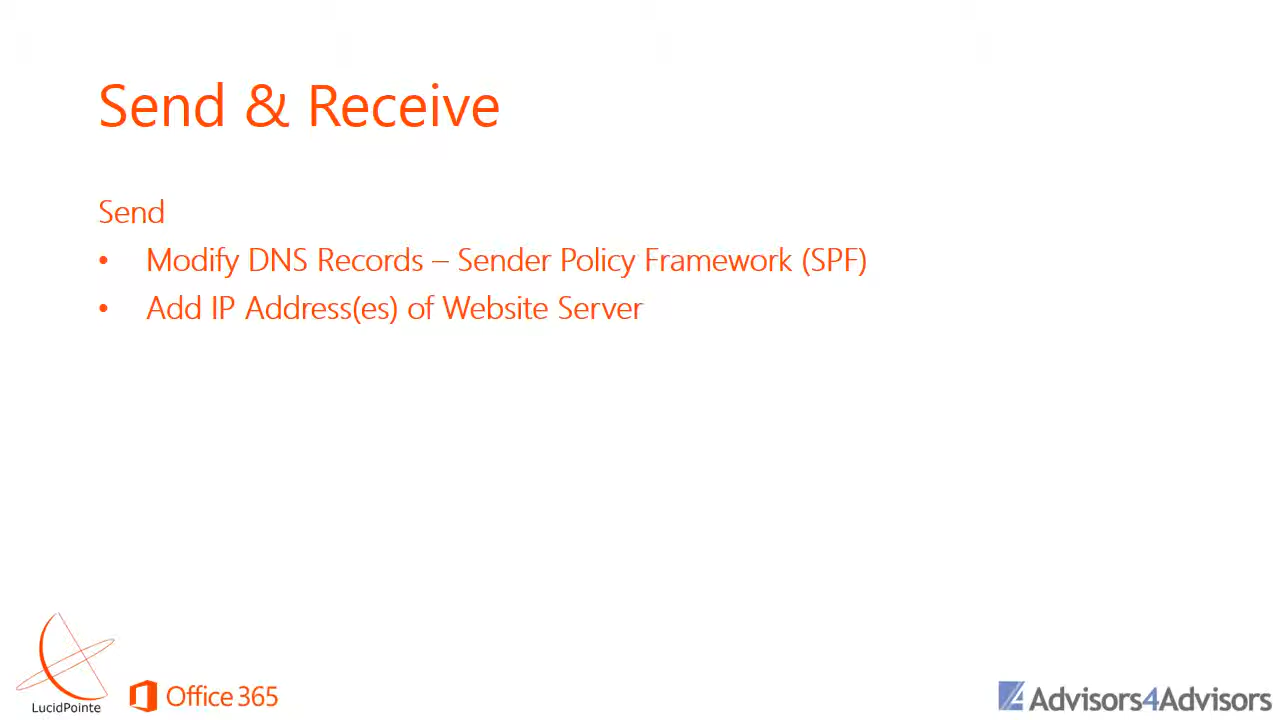 Send & Receive
Send
• Modify DNS Records – Sender Policy Framework (SPF)
• Add IP Address(es) of Website Server
LucidPointe
Office 365
Advisors4Advisors